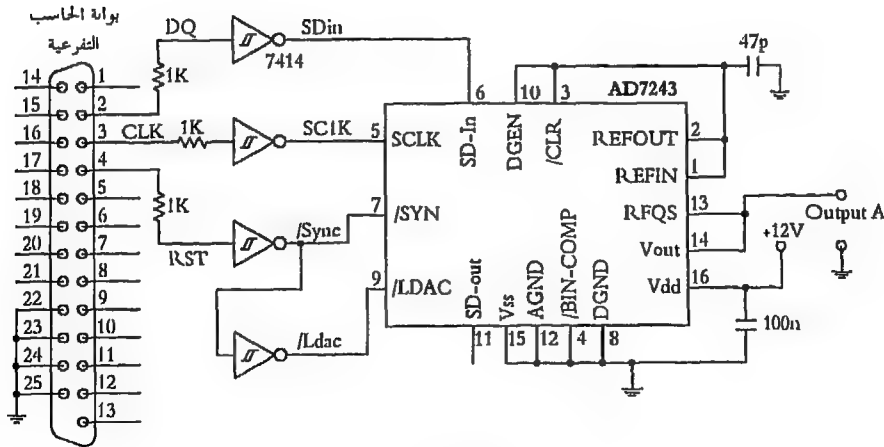 بوابة الحاسب
التفرعية
DQ
SDin
7414
1K
CLK
1K
SC1K
1K
RST
/Sync
/Ldac
14
15
16
17
18
19
20
21
22
23
24
25
1
2
3
4
5
6
7
8
9
10
11
12
13
47p
AD7243
6
10
3
SD-In
DGEN
/CLR
5 SCLK
7 /SYN
9 /LDAC
REFOUT 2
REFIN 1
RFQS 13
Vout 14
Vdd 16
Output A
+12V
100n
SD-out
Vss
AGND
/BIN-COMP
DGND
11
15
12
4
8